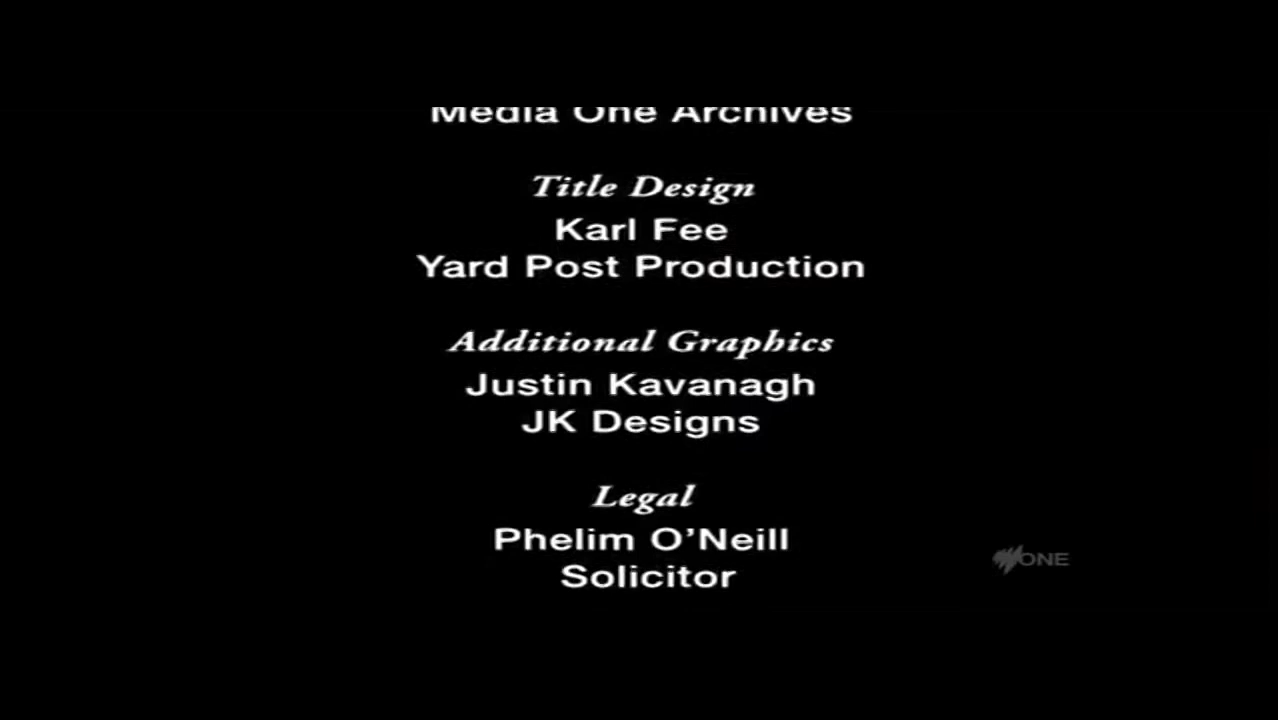 Media One Archives
Title Design
Karl Fee
Yard Post Production
Additional Graphics
Justin Kavanagh
JK Designs
Legal
Phelim O’Neill
Solicitor
ONE